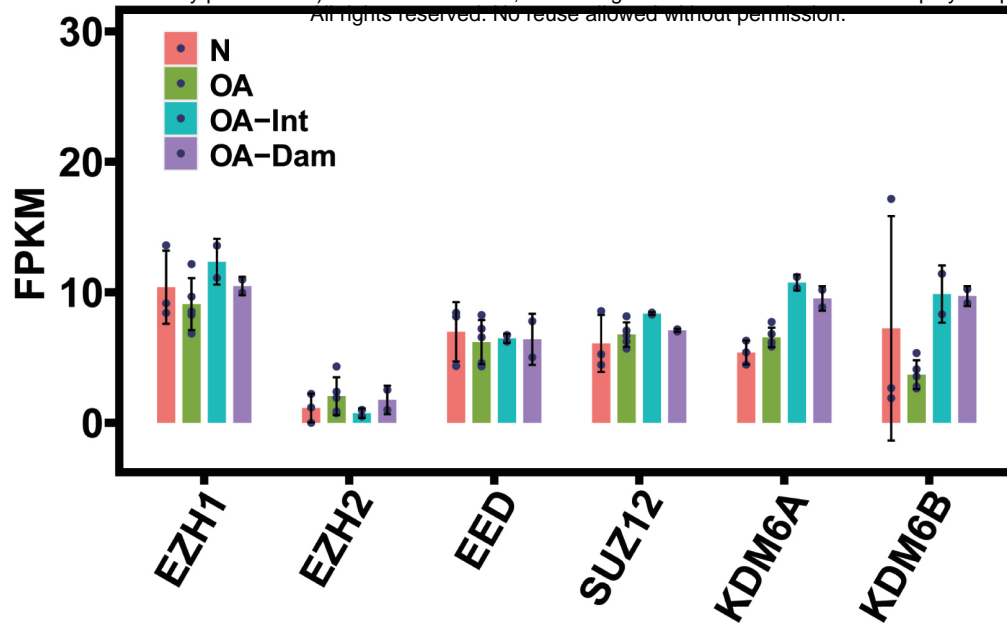 All rights reserved. No reuse allowed without permission.
30
20
10
0
FPKM
N
OA
OA−Int
OA−Dam
EZH1
EZH2
EED
SUZ12
KDM6A
KDM6B